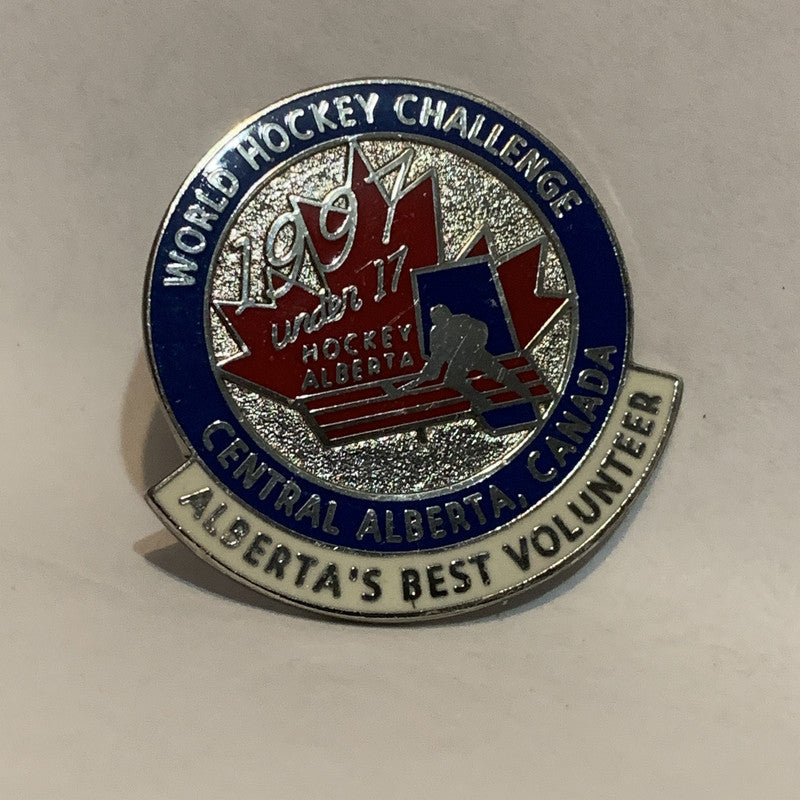 WORLD HOCKEY CHALLENGE
1997
under 17
HOCKEY
ALBERTA
CENTRAL ALBERTA, CANADA
ALBERTA'S BEST VOLUNTEER